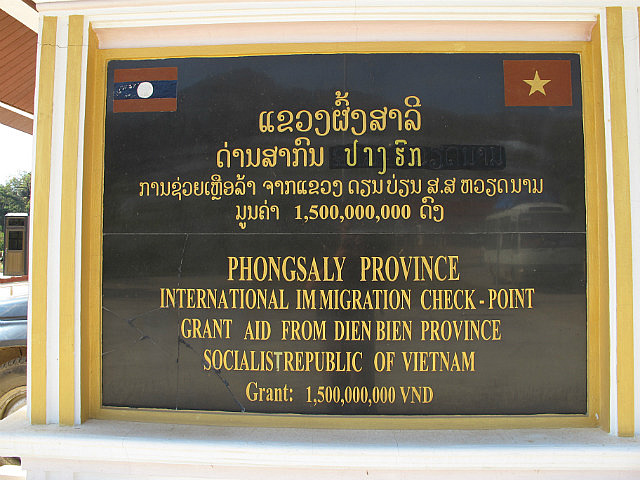 ແຂວງຜົ້ງສາລີ
ດ່ານສາກົນ ປາງຮົກ
ການຊ່ວຍເຫຼືອລ້າ ຈາກແຂວງ ດຽນບ່ຽນ ສ.ສ ຫວຽດນາມ
ມູນຄ່າ 1,500,000,000 ດົ່ງ
PHONGSALY PROVINCE
INTERNATIONAL IMMIGRATION CHECK-POINT
GRANT AID FROM DIEN BIEN PROVINCE
SOCIALISTREPUBLIC OF VIETNAM
Grant: 1,500,000,000 VND